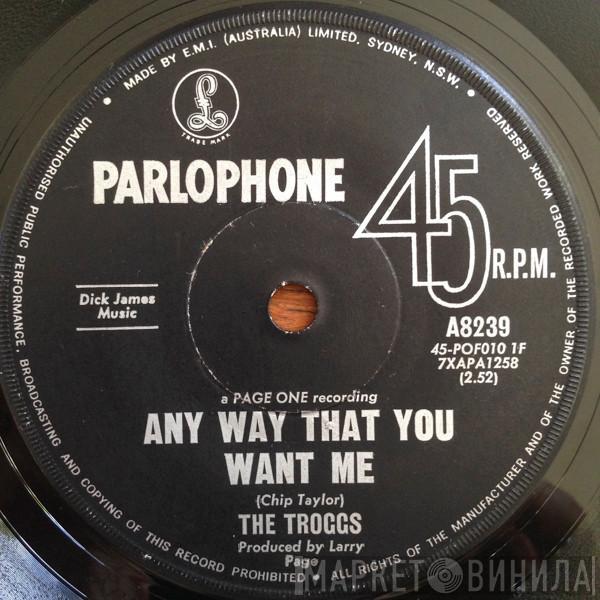 MADE BY E.M.I. (AUSTRALIA) LIMITED, SYDNEY, N.S.W. •
UNAUTHORISED PUBLIC PERFORMANCE, BROADCASTING AND COPYING OF THIS RECORD PROHIBITED • ALL RIGHTS OF THE MANUFACTURER AND OF THE OWNER OF THE RECORDED WORK RESERVED •
£
TRADE MARK
PARLOPHONE
45 R.P.M.
Dick James
Music
A8239
45-POF010 1F
7XAPA1258
(2.52)
a PAGE ONE recording
ANY WAY THAT YOU
WANT ME
(Chip Taylor)
THE TROGGS
Produced by Larry
Page
МАРКЕТ ВИНИЛА